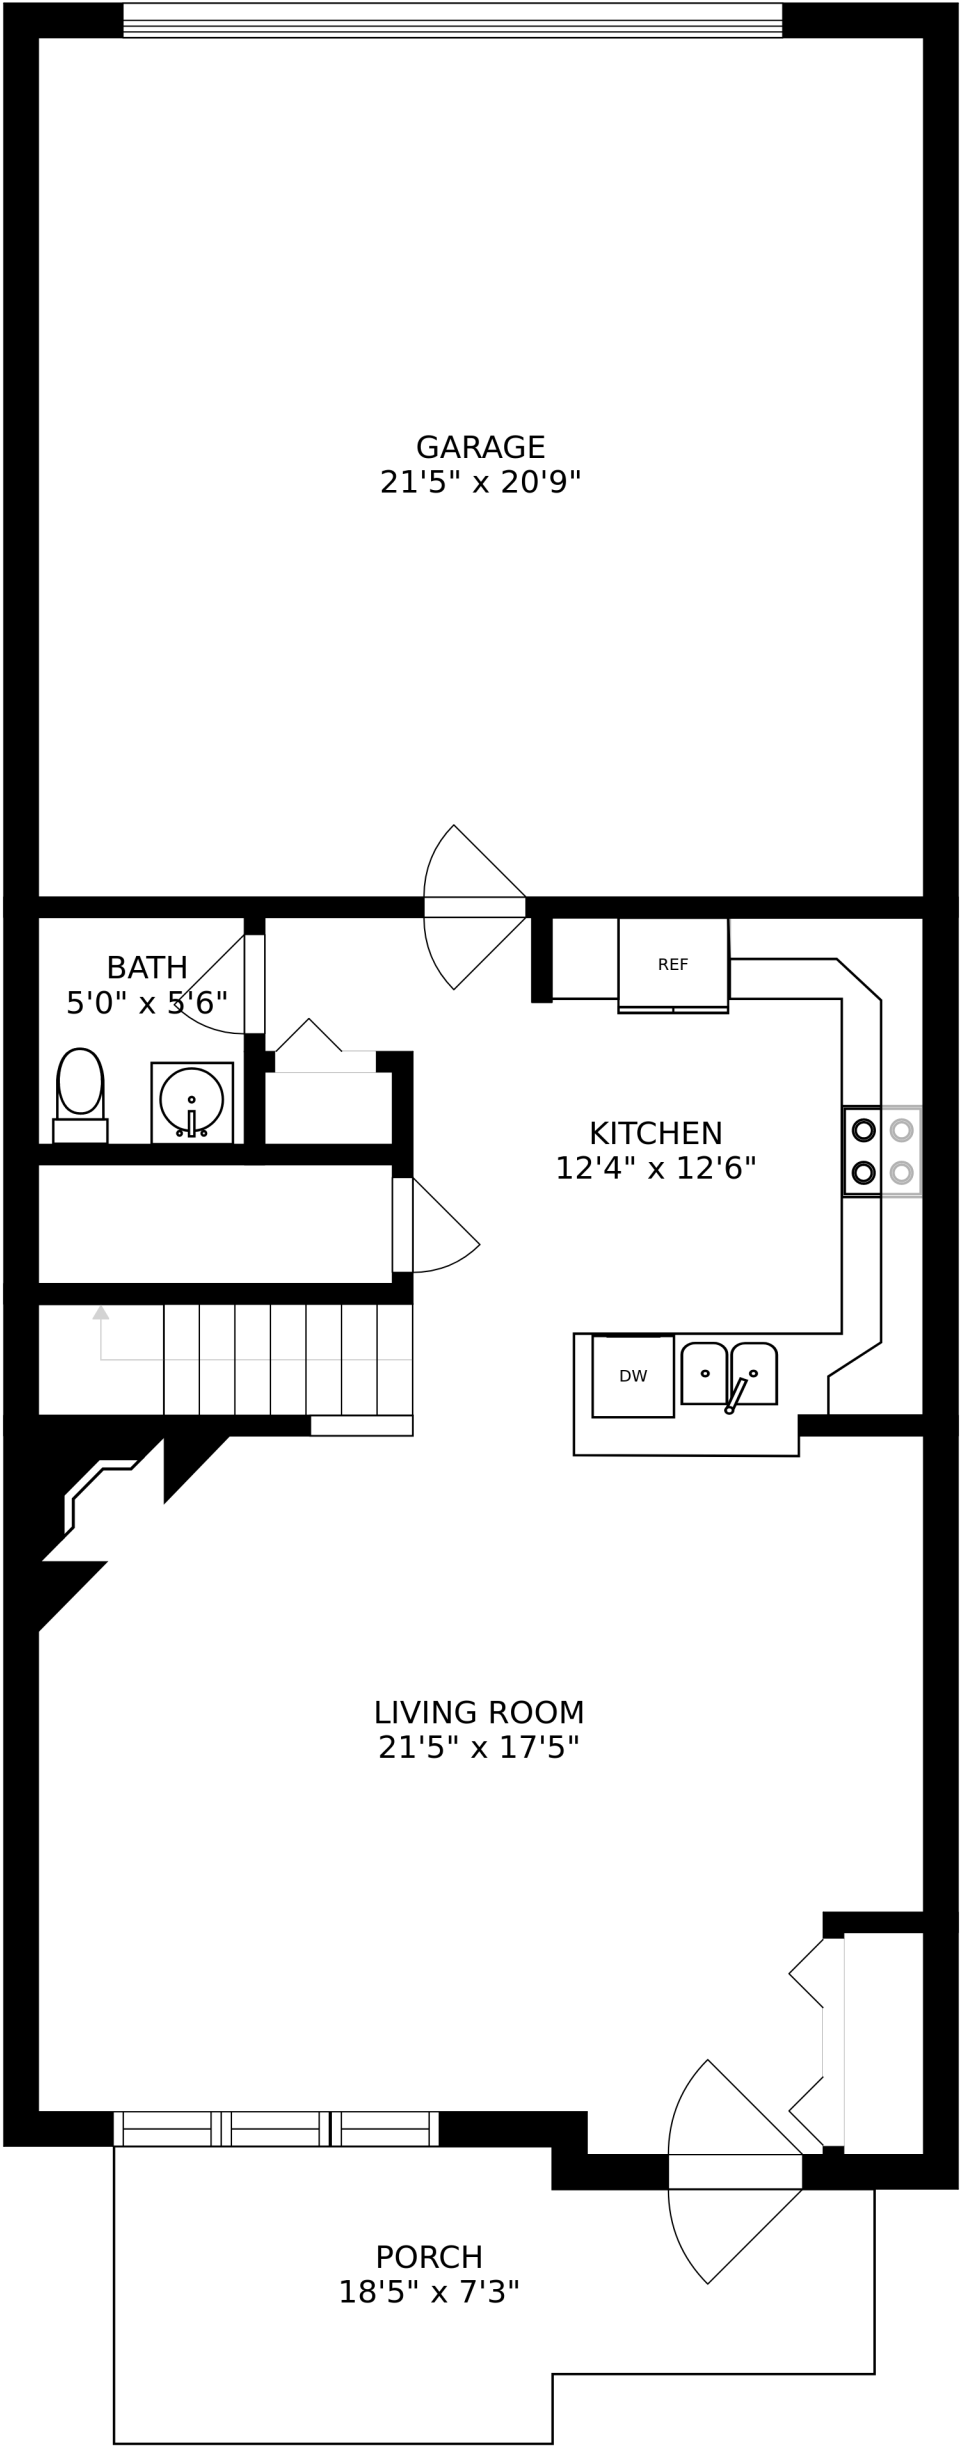 GARAGE
21'5" x 20'9"
BATH
5'0" x 5'6"
REF
KITCHEN
12'4" x 12'6"
DW
LIVING ROOM
21'5" x 17'5"
PORCH
18'5" x 7'3"